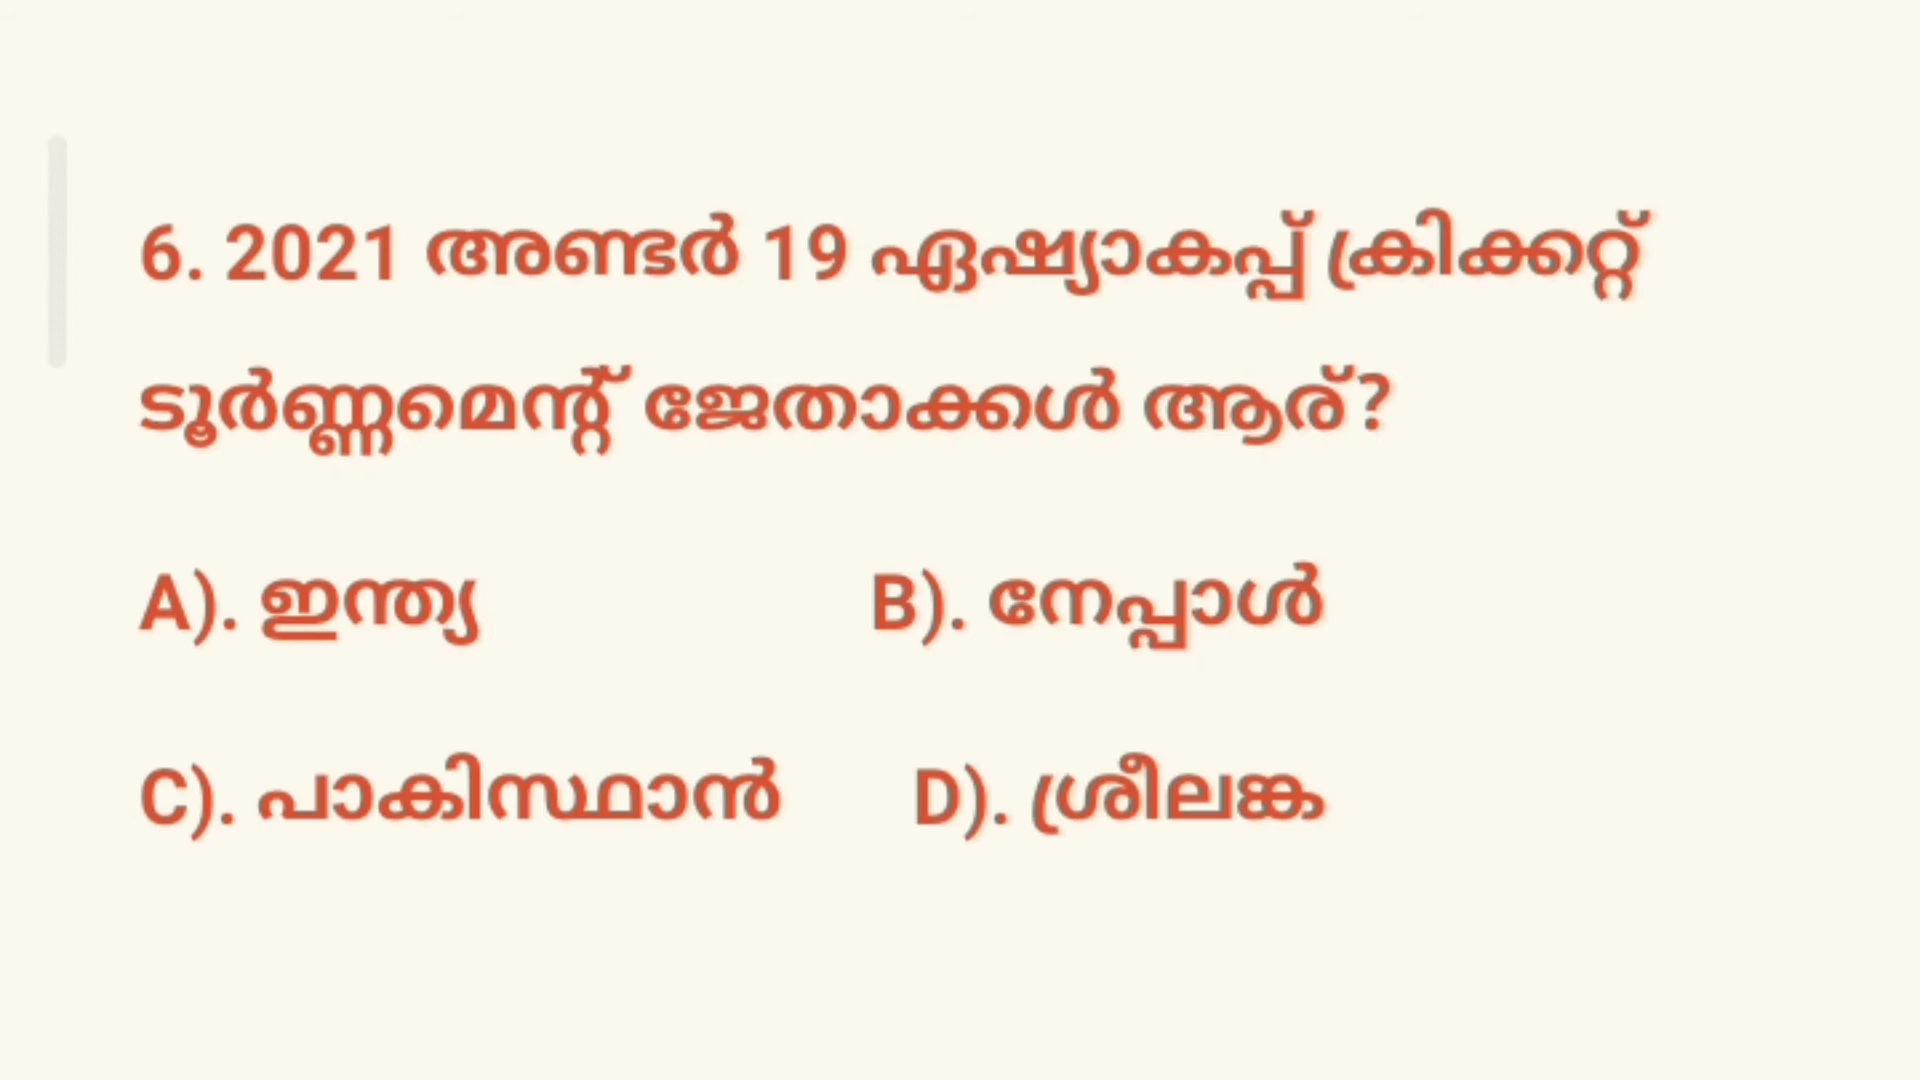 6. 2021 അണ്ടർ 19 ഏഷ്യാകപ്പ് ക്രിക്കറ്റ്
ടൂർണ്ണമെന്റ് ജേതാക്കൾ ആര്?
A). ഇന്ത്യ B). നേപ്പാൾ
C). പാകിസ്ഥാൻ D). ശ്രീലങ്ക